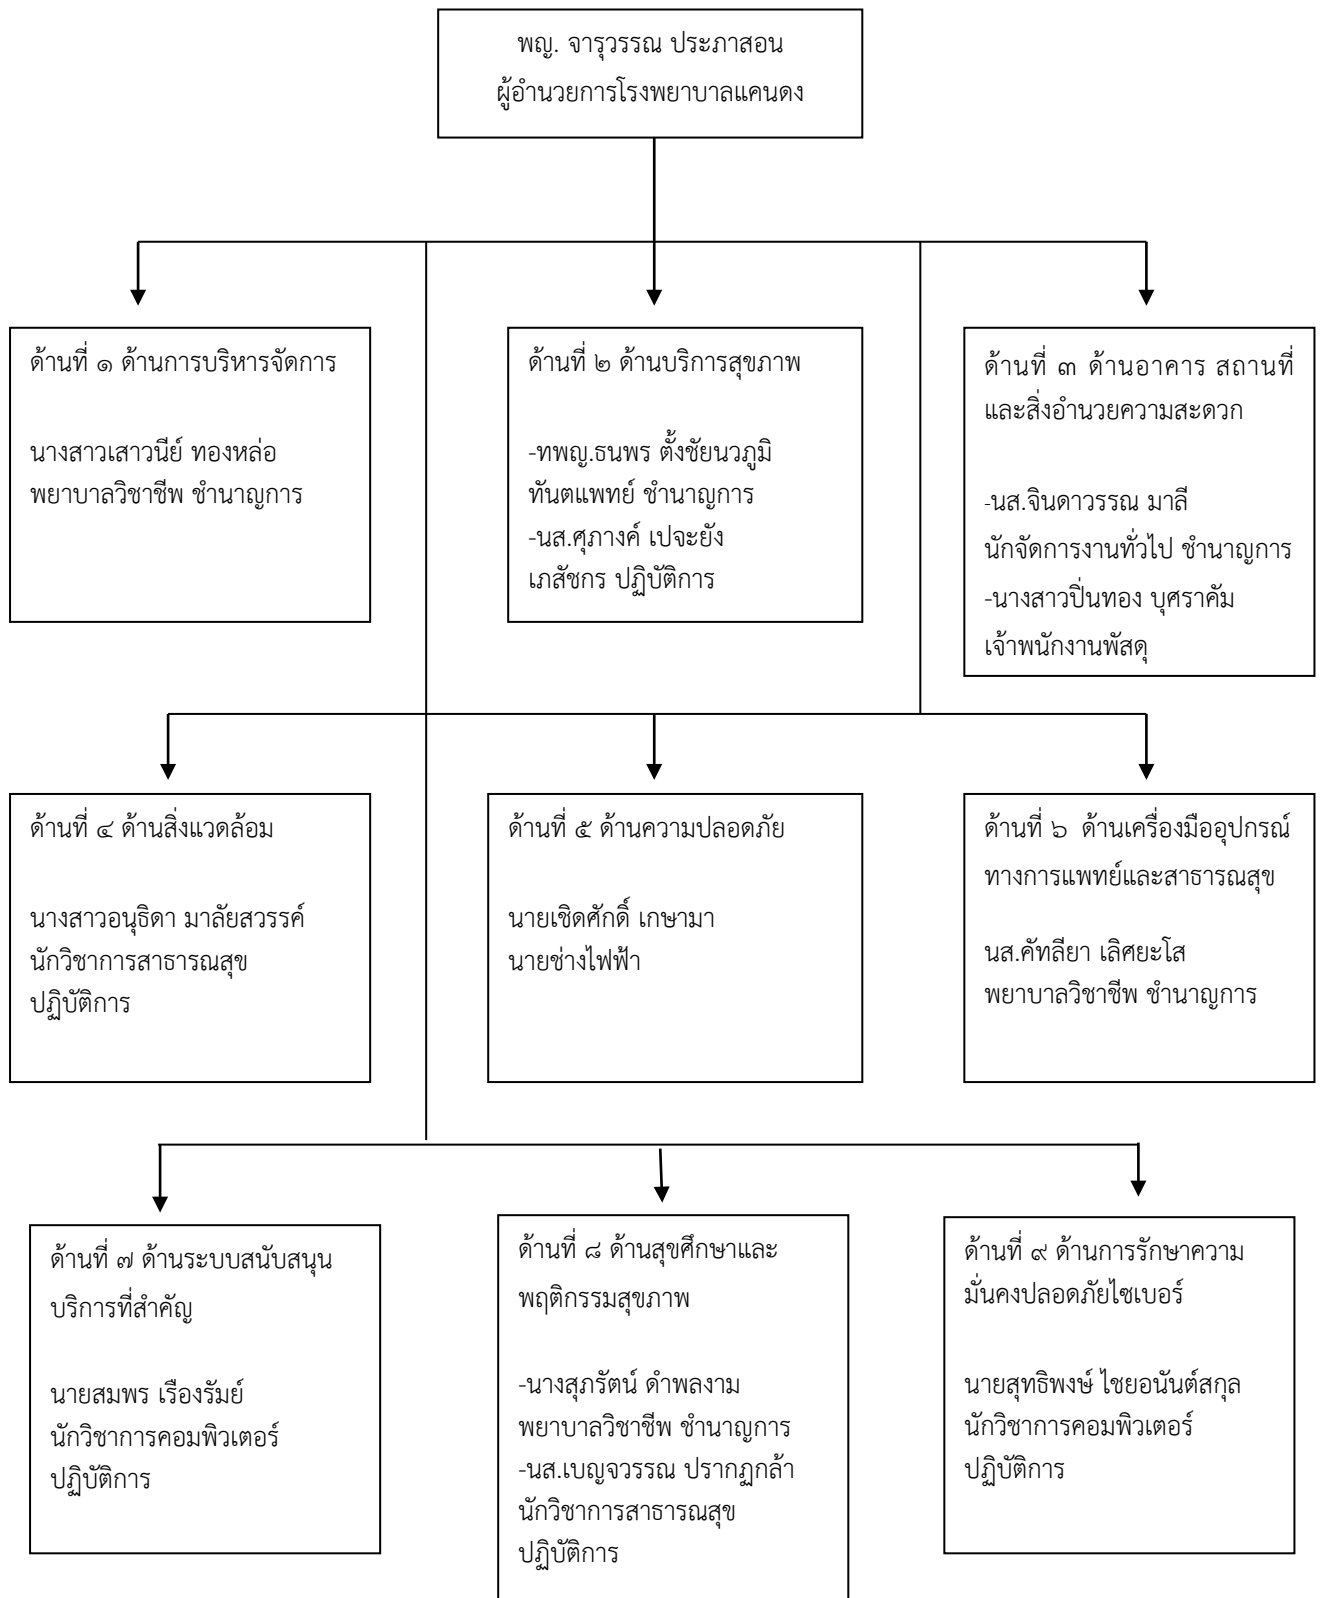 พญ. จารุวรรณ ประภาสอน
ผู้อำนวยการโรงพยาบาลแคนดง
ด้านที่ ๑ ด้านการบริหารจัดการ
นางสาวเสาวนีย์ ทองหล่อ
พยาบาลวิชาชีพ ชำนาญการ
ด้านที่ ๒ ด้านบริการสุขภาพ
-ทพญ.ธนพร ตั้งชัยนวภูมิ
ทันตแพทย์ ชำนาญการ
-นส.ศุภางค์ เปจะยัง
เภสัชกร ปฏิบัติการ
ด้านที่ ๓ ด้านอาคาร สถานที่
และสิ่งอำนวยความสะดวก
-นส.จินดาวรรณ มาลี
นักจัดการงานทั่วไป ชำนาญการ
-นางสาวปิ่นทอง บุศราคัม
เจ้าพนักงานพัสดุ
ด้านที่ ๔ ด้านสิ่งแวดล้อม
นางสาวอนุธิดา มาลัยสวรรค์
นักวิชาการสาธารณสุข
ปฏิบัติการ
ด้านที่ ๕ ด้านความปลอดภัย
นายเชิดศักดิ์ เกษามา
นายช่างไฟฟ้า
ด้านที่ ๖ ด้านเครื่องมืออุปกรณ์
ทางการแพทย์และสาธารณสุข
นส.คัทลียา เลิศยะโส
พยาบาลวิชาชีพ ชำนาญการ
ด้านที่ ๗ ด้านระบบสนับสนุน
บริการที่สำคัญ
นายสมพร เรืองรัมย์
นักวิชาการคอมพิวเตอร์
ปฏิบัติการ
ด้านที่ ๘ ด้านสุขศึกษาและ
พฤติกรรมสุขภาพ
-นางสุภรัตน์ ดำพลงาม
พยาบาลวิชาชีพ ชำนาญการ
-นส.เบญจวรรณ ปรากฏกล้า
นักวิชาการสาธารณสุข
ปฏิบัติการ
ด้านที่ ๙ ด้านการรักษาความ
มั่นคงปลอดภัยไซเบอร์
นายสุทธิพงษ์ ไชยอนันต์สกุล
นักวิชาการคอมพิวเตอร์
ปฏิบัติการ